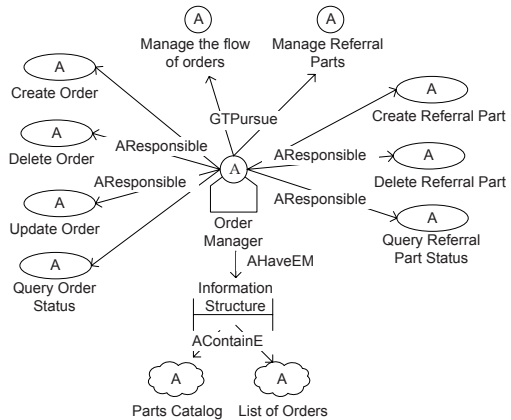 A
A
Manage the flow
of orders
Manage Referral
Parts
A
Create Order
A
Create Referral Part
GTPursue
A
Delete Order
AResponsible
AResponsible
A
Delete Referral Part
A
AResponsible
AResponsible
A
Update Order
A
Query Referral
Part Status
Order
Manager
A
Query Order
Status
AHaveEM
Information
Structure
AContainE
A
A
Parts Catalog
List of Orders